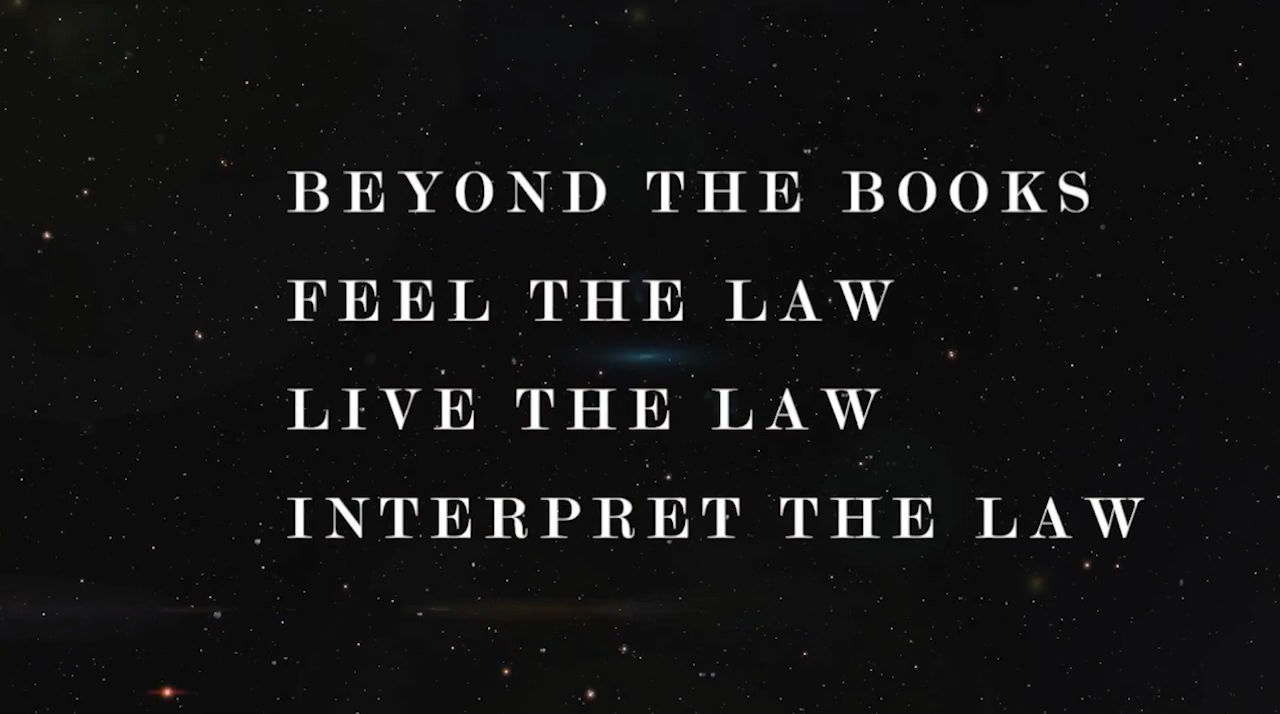 BEYOND THE BOOKS
FEEL THE LAW
LIVE THE LAW
INTERPRET THE LAW